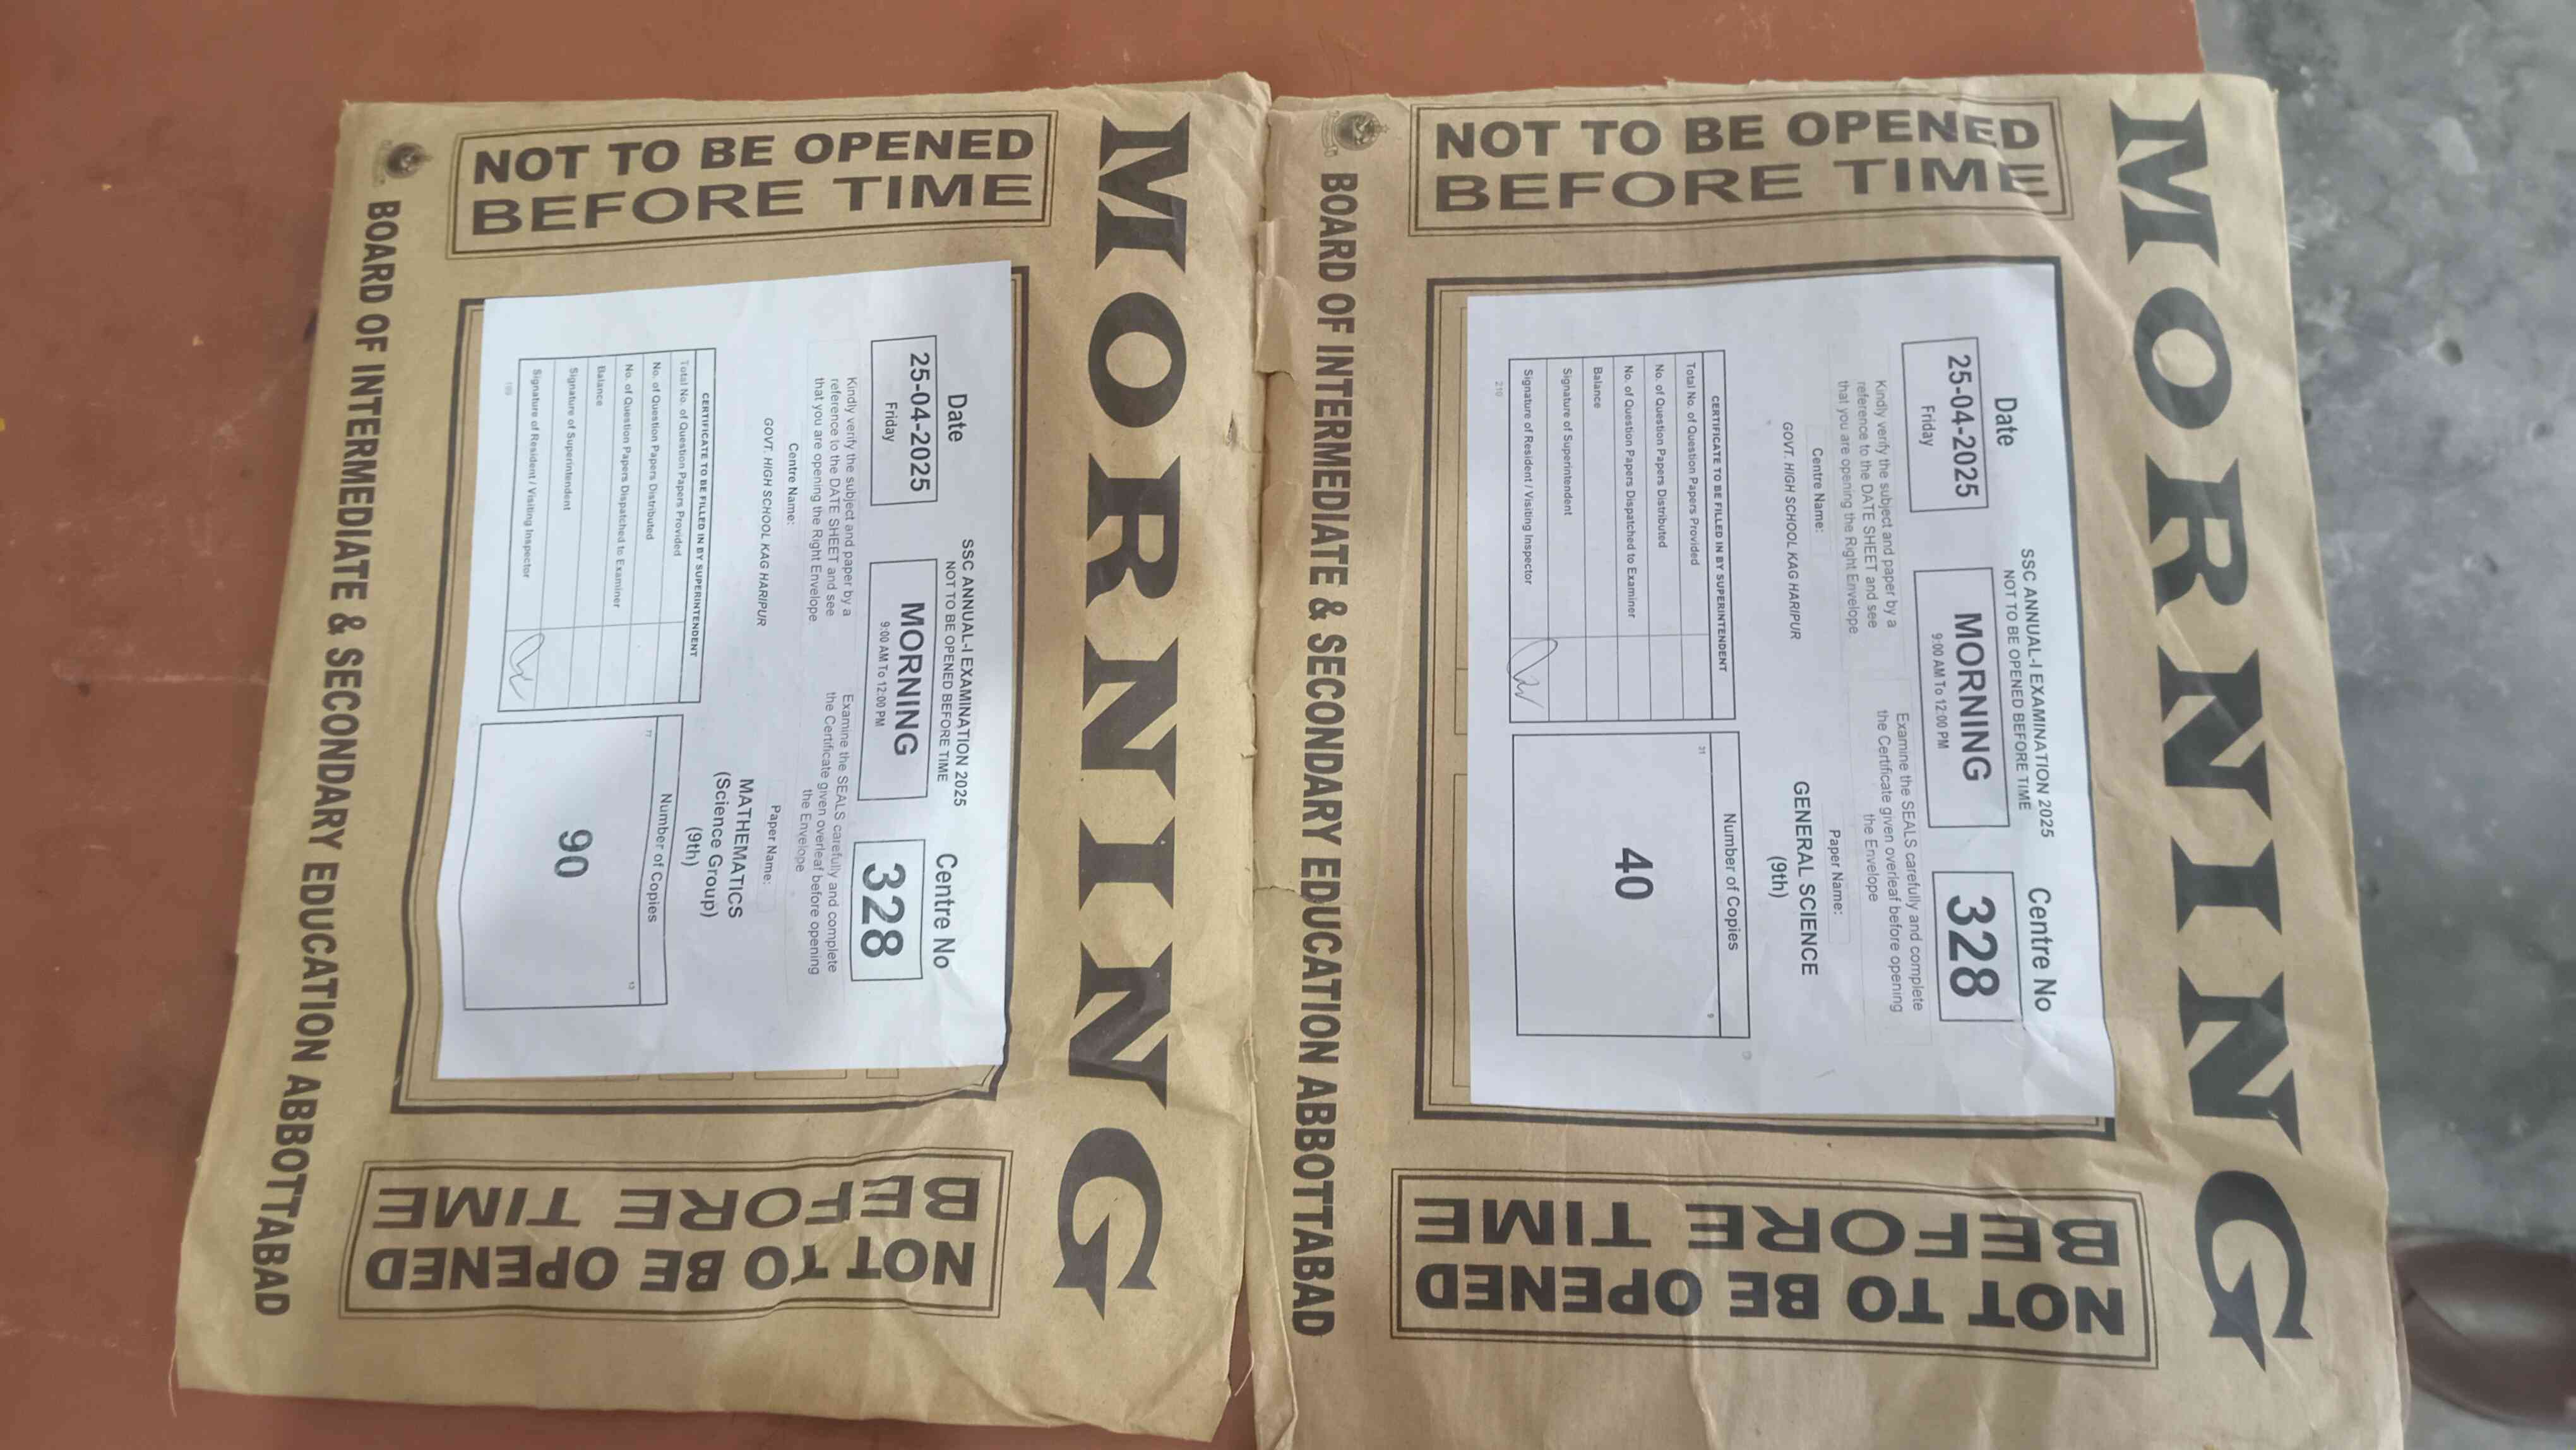 NOT TO BE OPENED
BEFORE TIME
MORNING
BOARD OF INTERMEDIATE & SECONDARY EDUCATION ABBOTTABAD
SSC ANNUAL-I EXAMINATION 2025
NOT TO BE OPENED BEFORE TIME
Date
25-04-2025
Friday
MORNING
9:00 AM To 12:00 PM
Centre No
328
Kindly verify the subject and paper by a
reference to the DATE SHEET and see
that you are opening the Right Envelope
Examine the SEALS carefully and complete
the Certificate given overleaf before opening
the Envelope
Centre Name:
GOVT. HIGH SCHOOL KAG HARIPUR
Paper Name:
MATHEMATICS
(Science Group)
(9th)
CERTIFICATE TO BE FILLED IN BY SUPERINTENDENT
Total No. of Question Papers Provided
No. of Question Papers Distributed
No. of Question Papers Dispatched to Examiner
Balance
Signature of Superintendent
Signature of Resident / Visiting Inspector
Number of Copies
77
13
90
189
NOT TO BE OPENED
BEFORE TIME
NOT TO BE OPENED
BEFORE TIME
MORNING
BOARD OF INTERMEDIATE & SECONDARY EDUCATION ABBOTTABAD
SSC ANNUAL-I EXAMINATION 2025
NOT TO BE OPENED BEFORE TIME
Date
25-04-2025
Friday
MORNING
9:00 AM To 12:00 PM
Centre No
328
Kindly verify the subject and paper by a
reference to the DATE SHEET and see
that you are opening the Right Envelope
Examine the SEALS carefully and complete
the Certificate given overleaf before opening
the Envelope
Centre Name:
GOVT. HIGH SCHOOL KAG HARIPUR
Paper Name:
GENERAL SCIENCE
(9th)
CERTIFICATE TO BE FILLED IN BY SUPERINTENDENT
Total No. of Question Papers Provided
No. of Question Papers Distributed
No. of Question Papers Dispatched to Examiner
Balance
Signature of Superintendent
Signature of Resident / Visiting Inspector
Number of Copies
31
9
40
210
NOT TO BE OPENED
BEFORE TIME